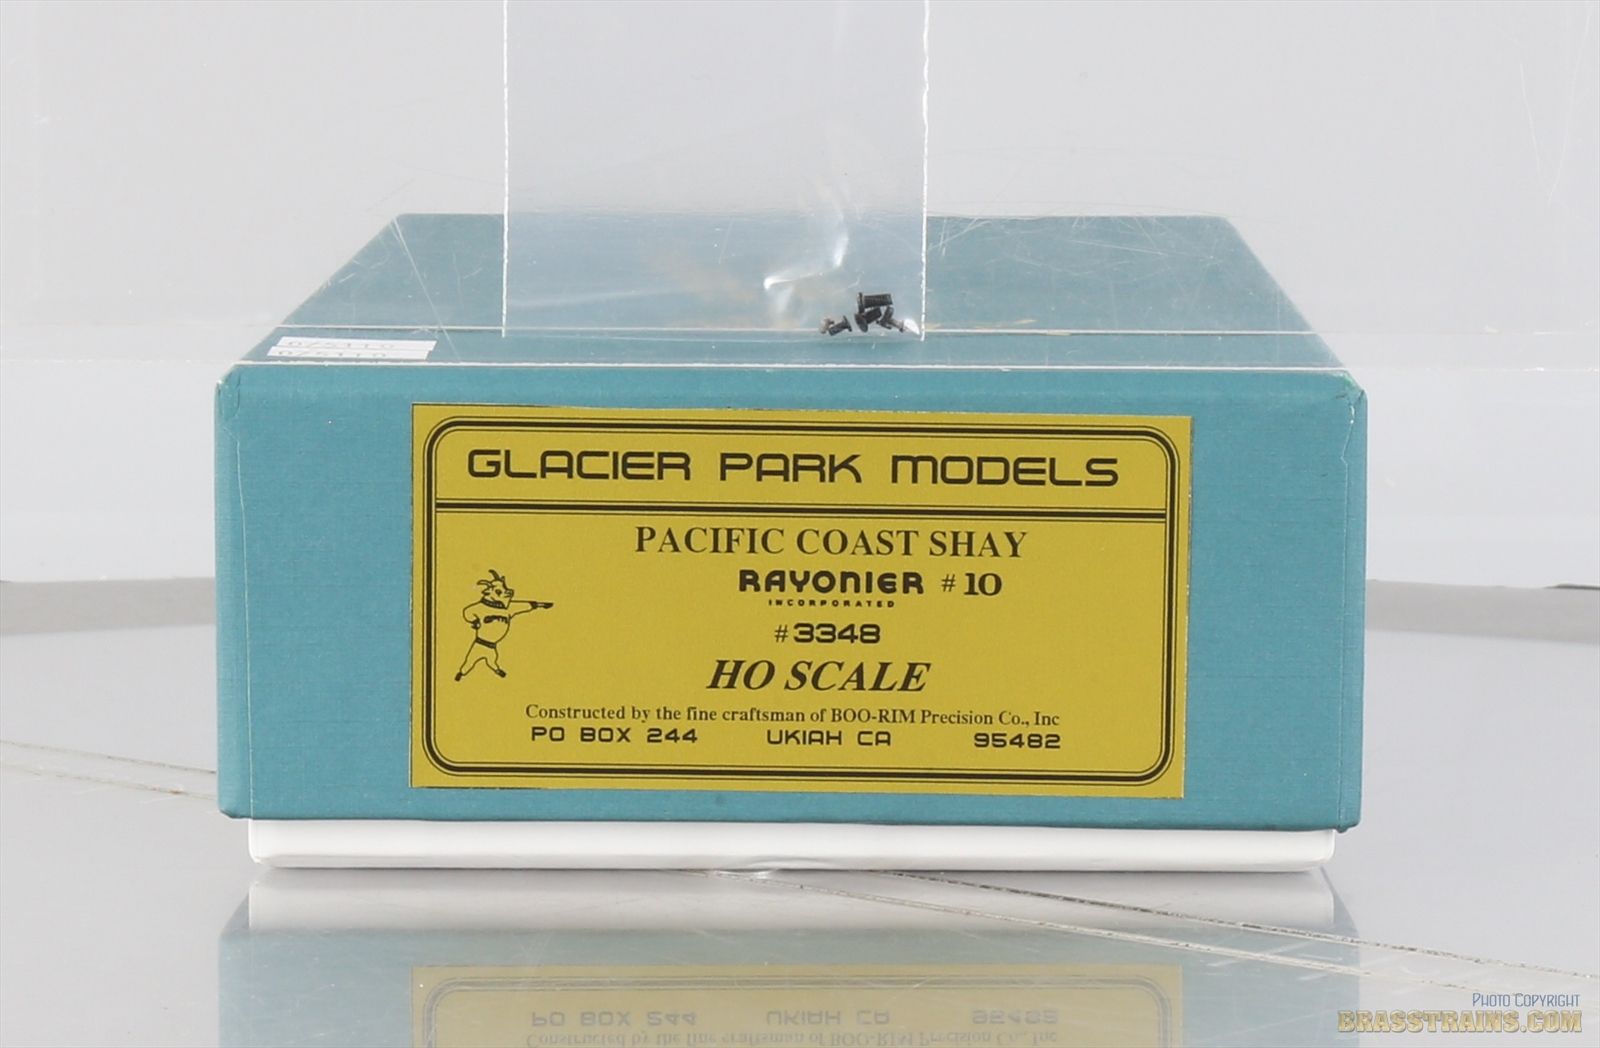 GLACIER PARK MODELS
PACIFIC COAST SHAY
RAYONIER #10
INCORPORATED
#3348
HO SCALE
Constructed by the fine craftsman of BOO-RIM Precision Co., Inc
PO BOX 244 UKIAH CA 95482
PHOTO COPYRIGHT
BRASSTRAINS.COM